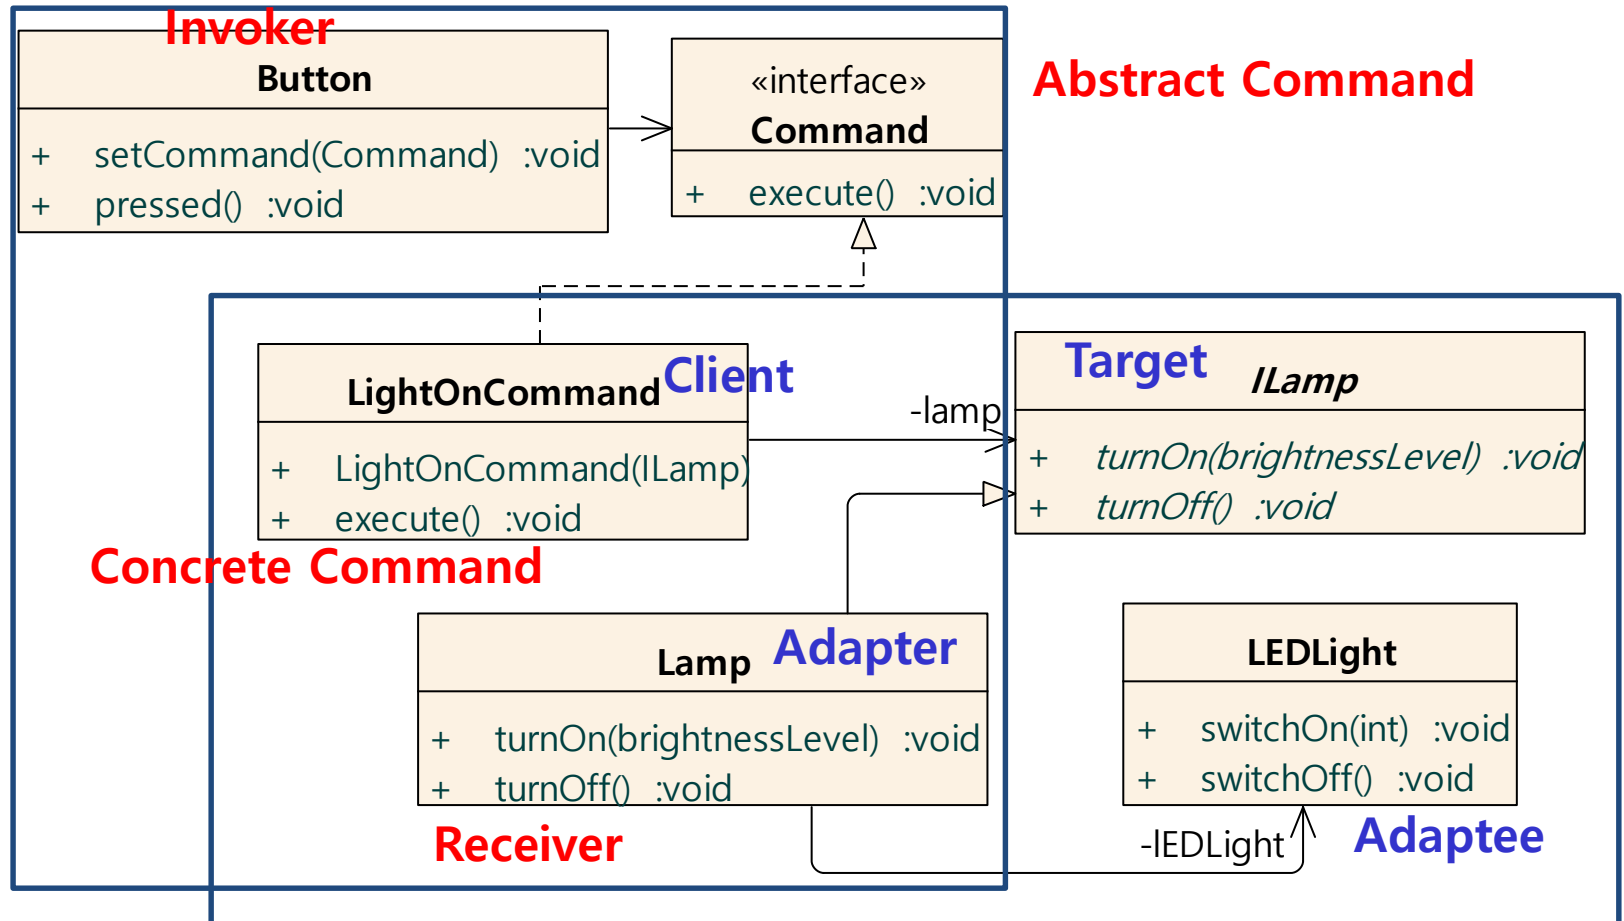 Invoker
Button
+ setCommand(Command) :void
+ pressed() :void
«interface»
Command
+ execute() :void
Abstract Command
LightOnCommand
Client
+ LightOnCommand(ILamp)
+ execute() :void
Concrete Command
-lamp
Target
ILamp
+ turnOn(brightnessLevel) :void
+ turnOff() :void
Lamp
Adapter
+ turnOn(brightnessLevel) :void
+ turnOff() :void
Receiver
LEDLight
+ switchOn(int) :void
+ switchOff() :void
-lEDLight
Adaptee